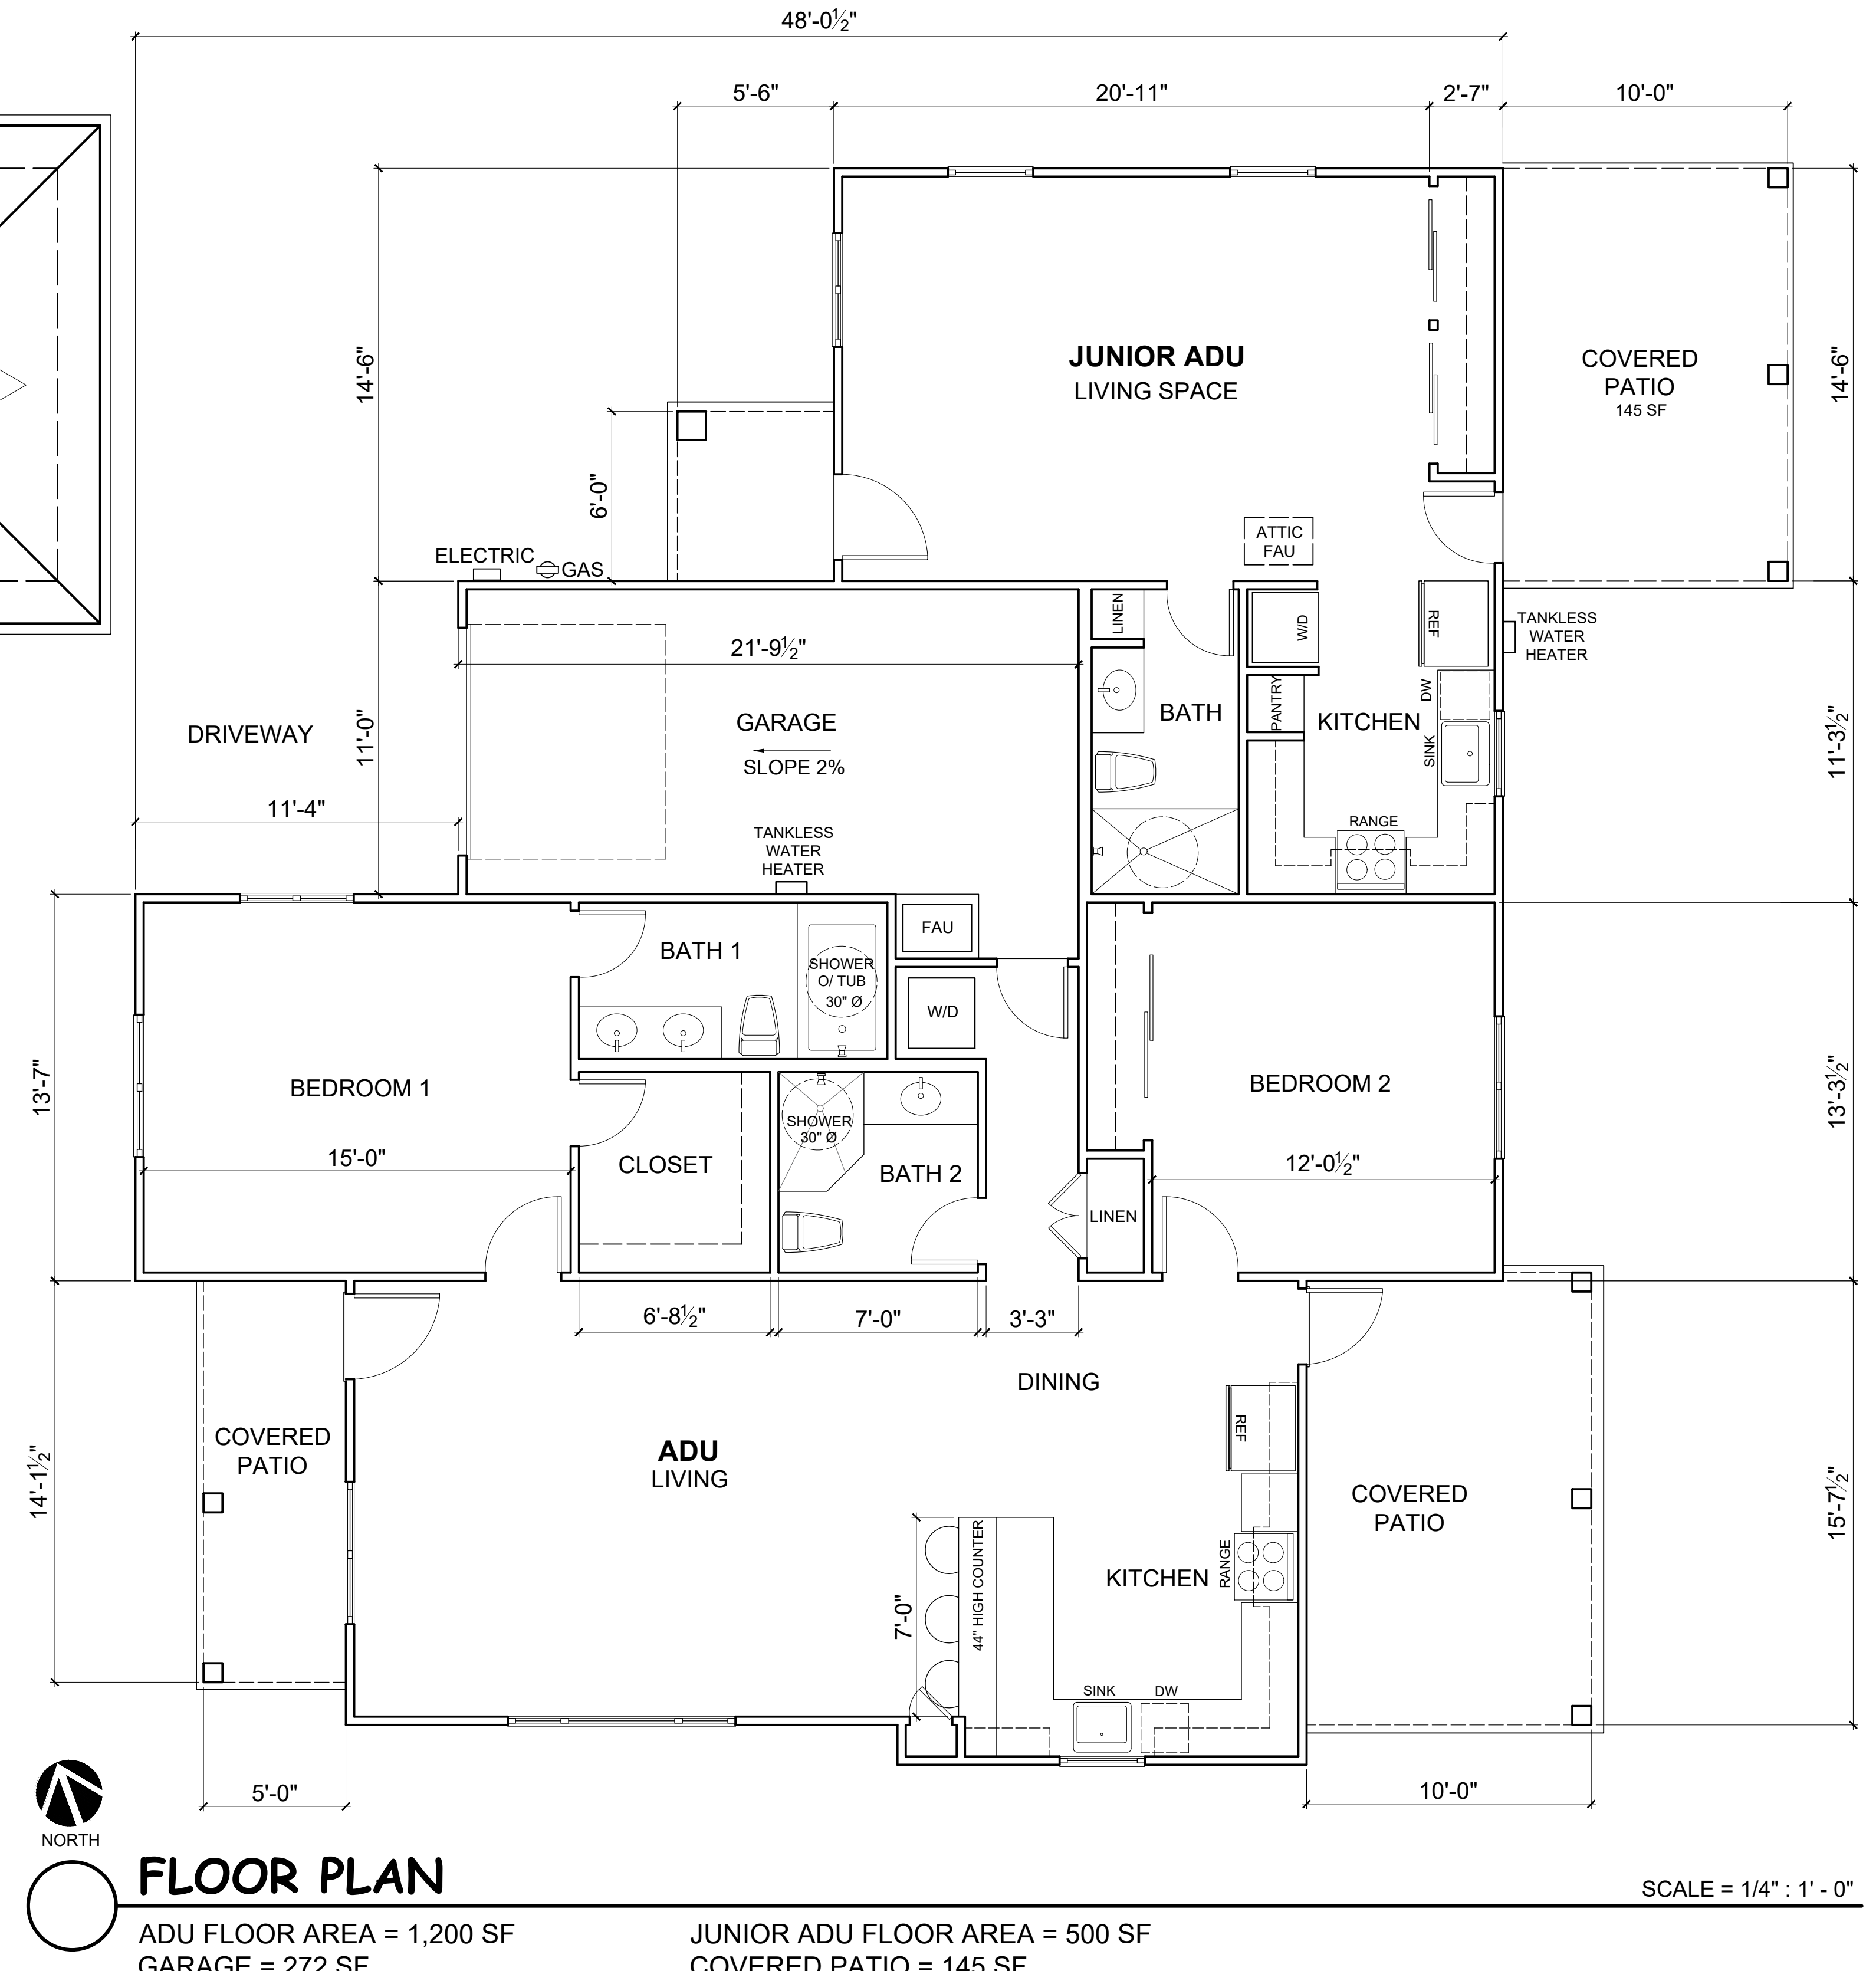 48'-0½"
5'-6"
20'-11"
2'-7"
10'-0"
14'-6"
JUNIOR ADU
LIVING SPACE
COVERED
PATIO
145 SF
14'-6"
6'-0"
ATTIC
FAU
ELECTRIC
GAS
LINEN
W/D
REF
TANKLESS
WATER
HEATER
21'-9½"
DRIVEWAY
11'-0"
GARAGE
SLOPE 2%
BATH
PANTRY
KITCHEN
DW
SINK
11'-3½"
11'-4"
TANKLESS
WATER
HEATER
RANGE
FAU
BATH 1
SHOWER
O/ TUB
30" Ø
W/D
13'-7"
BEDROOM 1
BEDROOM 2
13'-3½"
SHOWER
30" Ø
15'-0"
CLOSET
BATH 2
12'-0½"
LINEN
6'-8½"
7'-0"
3'-3"
DINING
COVERED
PATIO
ADU
LIVING
REF
14'-1½"
COVERED
PATIO
15'-7½"
7'-0"
44" HIGH COUNTER
KITCHEN
RANGE
SINK
DW
5'-0"
10'-0"
NORTH
FLOOR PLAN
SCALE = 1/4" : 1' - 0"
ADU FLOOR AREA = 1,200 SF
JUNIOR ADU FLOOR AREA = 500 SF
GARAGE = 272 SF
COVERED PATIO = 145 SF